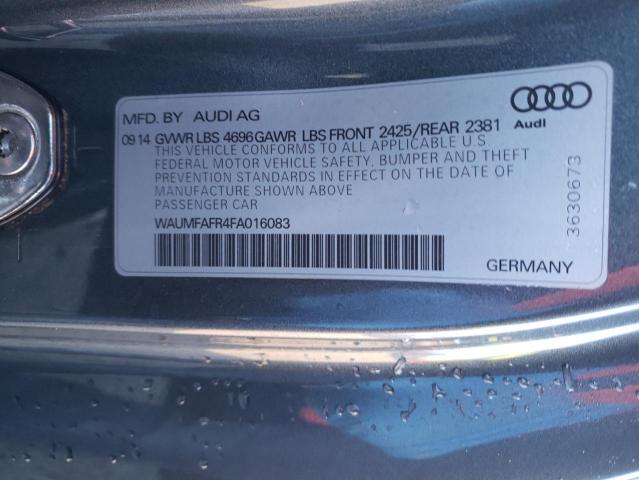 MFD. BY AUDI AG
09 14 GVWR LBS 4696 GAWR LBS FRONT 2425/REAR 2381
Audi
THIS VEHICLE CONFORMS TO ALL APPLICABLE U S
FEDERAL MOTOR VEHICLE SAFETY, BUMPER AND THEFT
PREVENTION STANDARDS IN EFFECT ON THE DATE OF
MANUFACTURE SHOWN ABOVE
PASSENGER CAR
WAUMFAFR4FA016083
GERMANY
3630673